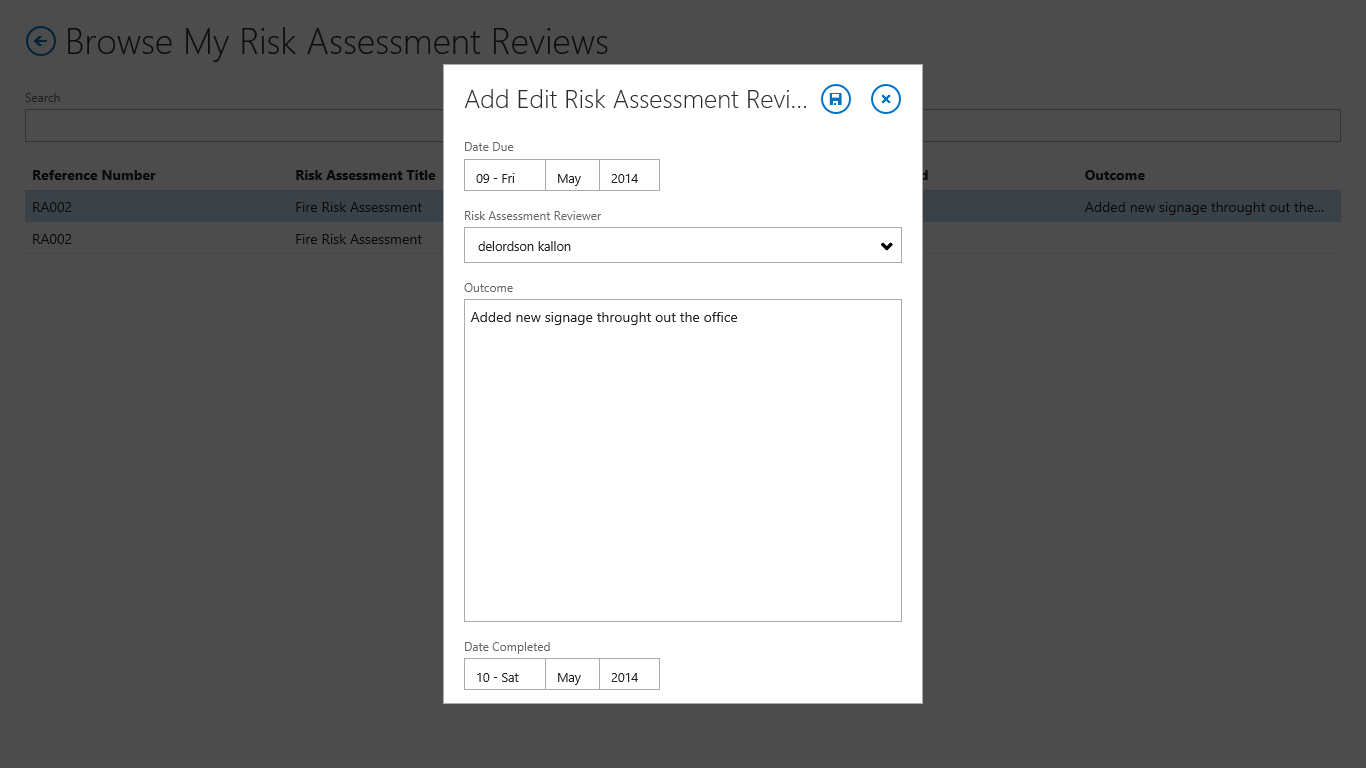 Browse My Risk Assessment Reviews
Search
Reference Number Risk Assessment Title Outcome
RA002 Fire Risk Assessment Added new signage throught out the...
RA002 Fire Risk Assessment
Add Edit Risk Assessment Revi...
Date Due
09 - Fri May 2014
Risk Assessment Reviewer
delordson kallon
Outcome
Added new signage throught out the office
Date Completed
10 - Sat May 2014